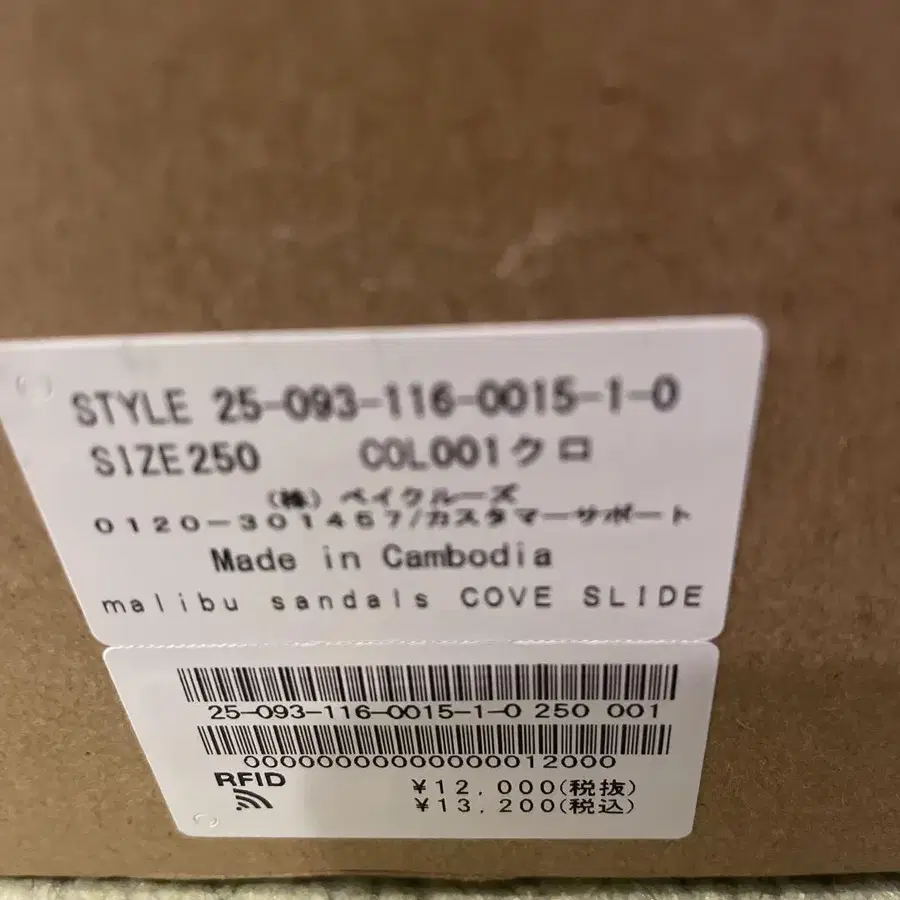 STYLE 25-093-116-0015-1-0
SIZE250 COL001クロ
(株) ベイクルーズ
0120-301457/カスタマーサポート
Made in Cambodia
malibu sandals COVE SLIDE
25-093-116-0015-1-0 250 001
000000000000000012000
RFID
¥12,000(税抜)
¥13,200(税込)